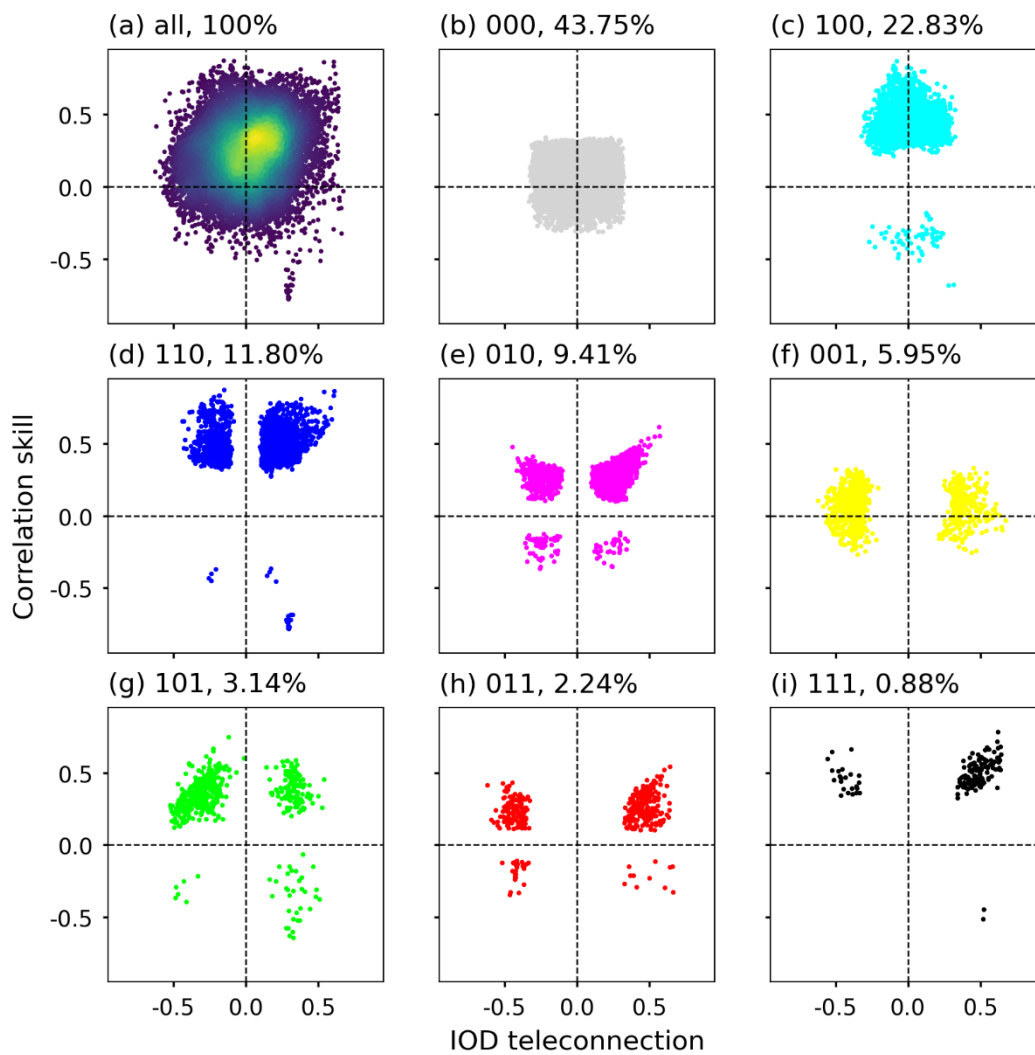 (a) all, 100%
(b) 000, 43.75%
(c) 100, 22.83%
0.5
0.0
-0.5
(d) 110, 11.80%
(e) 010, 9.41%
(f) 001, 5.95%
0.5
0.0
-0.5
Correlation skill
(g) 101, 3.14%
(h) 011, 2.24%
(i) 111, 0.88%
0.5
0.0
-0.5
-0.5 0.0 0.5
-0.5 0.0 0.5
-0.5 0.0 0.5
IOD teleconnection